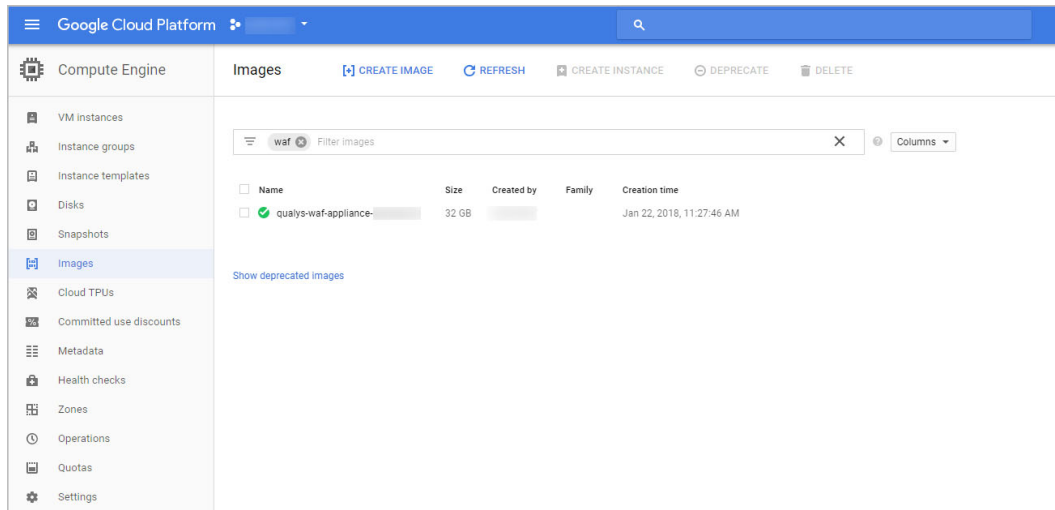 Google Cloud Platform
Compute Engine
Images
CREATE IMAGE
REFRESH
CREATE INSTANCE
DEPRECATE
DELETE
VM instances
Instance groups
Instance templates
Disks
Snapshots
Images
Cloud TPUs
Committed use discounts
Metadata
Health checks
Zones
Operations
Quotas
Settings
waf Filter images
Columns
Name Size Created by Family Creation time
qualys-waf-appliance- 32 GB Jan 22, 2018, 11:27:46 AM
Show deprecated images